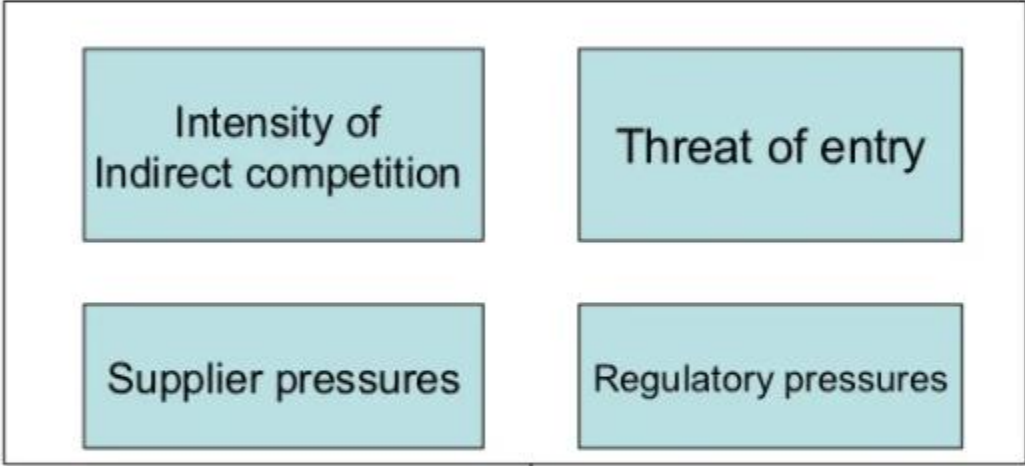 Intensity of
Indirect competition
Threat of entry
Supplier pressures
Regulatory pressures